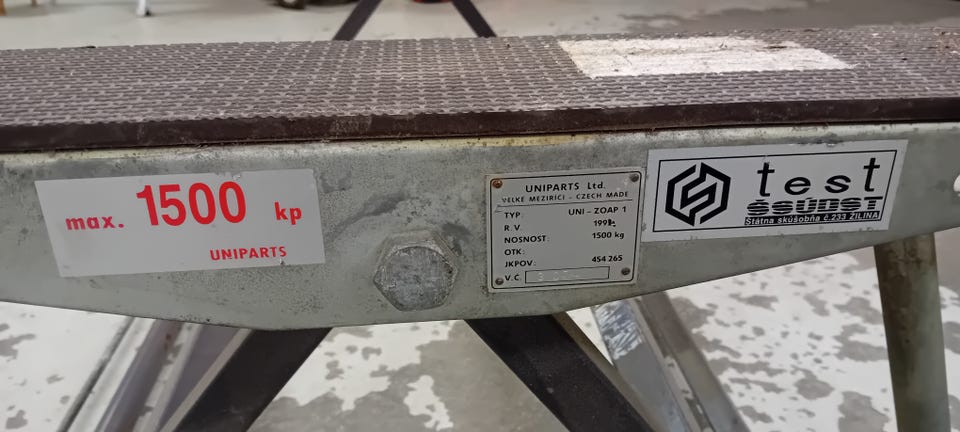 max. 1500 kp
UNIPARTS
UNIPARTS Ltd.
VELKÉ MEZIŘÍČÍ - CZECH MADE
TYP: UNI - ZOAP 1
R.V.
NOSNOST: 1500 kg
OTK:
JKPOV: 454 265
V.C.
test
ŠSÚDST
Štátna skúšobňa č.233 ŽILINA